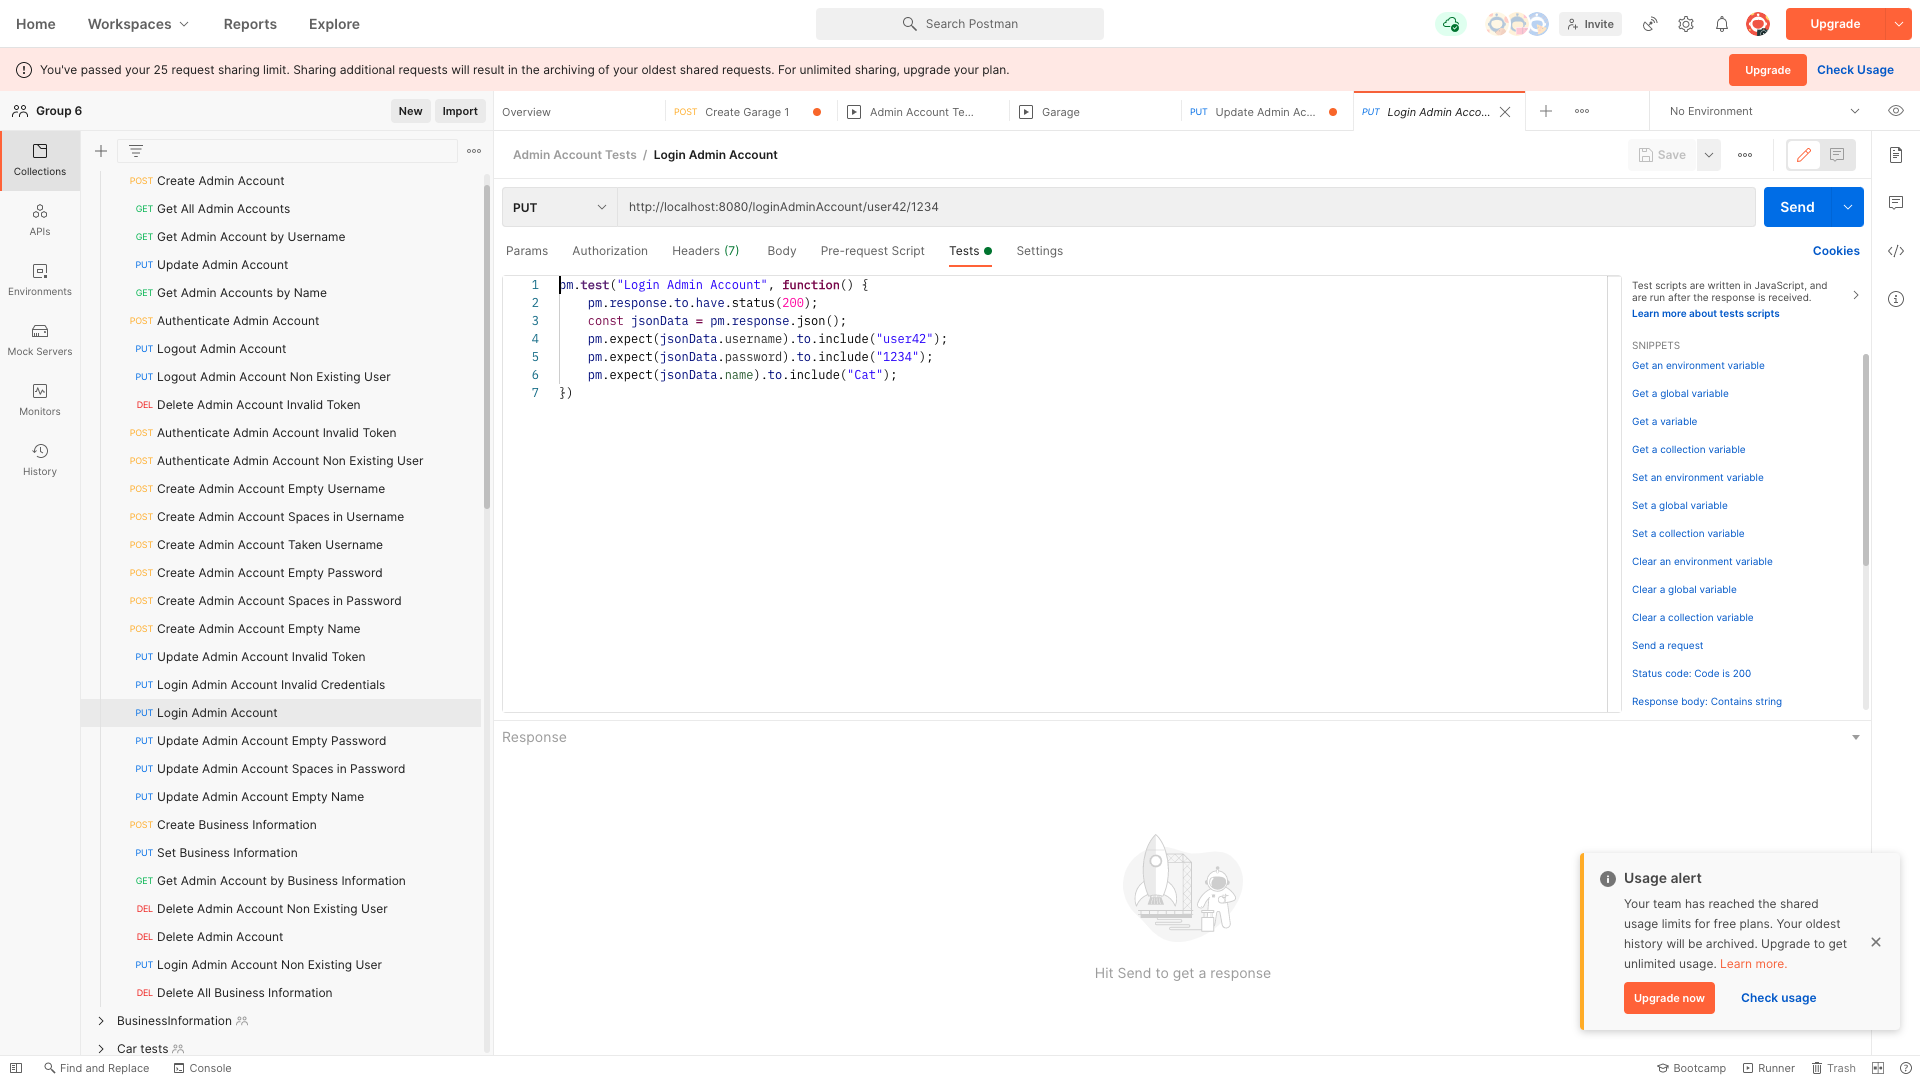 Home
Workspaces
Reports
Explore
Search Postman
Invite
Upgrade
You've passed your 25 request sharing limit. Sharing additional requests will result in the archiving of your oldest shared requests. For unlimited sharing, upgrade your plan.
Upgrade
Check Usage
Group 6
New
Import
Overview
POST Create Garage 1
Admin Account Te...
Garage
PUT Update Admin Ac...
PUT Login Admin Acco...
No Environment
Collections
APIs
Environments
Mock Servers
Monitors
History
POST Create Admin Account
GET Get All Admin Accounts
GET Get Admin Account by Username
PUT Update Admin Account
GET Get Admin Accounts by Name
POST Authenticate Admin Account
PUT Logout Admin Account
PUT Logout Admin Account Non Existing User
DEL Delete Admin Account Invalid Token
POST Authenticate Admin Account Invalid Token
POST Authenticate Admin Account Non Existing User
POST Create Admin Account Empty Username
POST Create Admin Account Spaces in Username
POST Create Admin Account Taken Username
POST Create Admin Account Empty Password
POST Create Admin Account Spaces in Password
POST Create Admin Account Empty Name
PUT Update Admin Account Invalid Token
PUT Login Admin Account Invalid Credentials
PUT Login Admin Account
PUT Update Admin Account Empty Password
PUT Update Admin Account Spaces in Password
PUT Update Admin Account Empty Name
POST Create Business Information
PUT Set Business Information
GET Get Admin Account by Business Information
DEL Delete Admin Account Non Existing User
DEL Delete Admin Account
PUT Login Admin Account Non Existing User
DEL Delete All Business Information
BusinessInformation
Car tests
Admin Account Tests / Login Admin Account
Save
PUT
http://localhost:8080/loginAdminAccount/user42/1234
Send
Params
Authorization
Headers (7)
Body
Pre-request Script
Tests
Settings
Cookies
1 pm.test("Login Admin Account", function() {
2 pm.response.to.have.status(200);
3 const jsonData = pm.response.json();
4 pm.expect(jsonData.username).to.include("user42");
5 pm.expect(jsonData.password).to.include("1234");
6 pm.expect(jsonData.name).to.include("Cat");
7 })
Test scripts are written in JavaScript, and
are run after the response is received.
Learn more about tests scripts
SNIPPETS
Get an environment variable
Get a global variable
Get a variable
Get a collection variable
Set an environment variable
Set a global variable
Set a collection variable
Clear an environment variable
Clear a global variable
Clear a collection variable
Send a request
Status code: Code is 200
Response body: Contains string
Response
Hit Send to get a response
Usage alert
Your team has reached the shared
usage limits for free plans. Your oldest
history will be archived. Upgrade to get
unlimited usage. Learn more.
Upgrade now
Check usage
Find and Replace
Console
Bootcamp
Runner
Trash